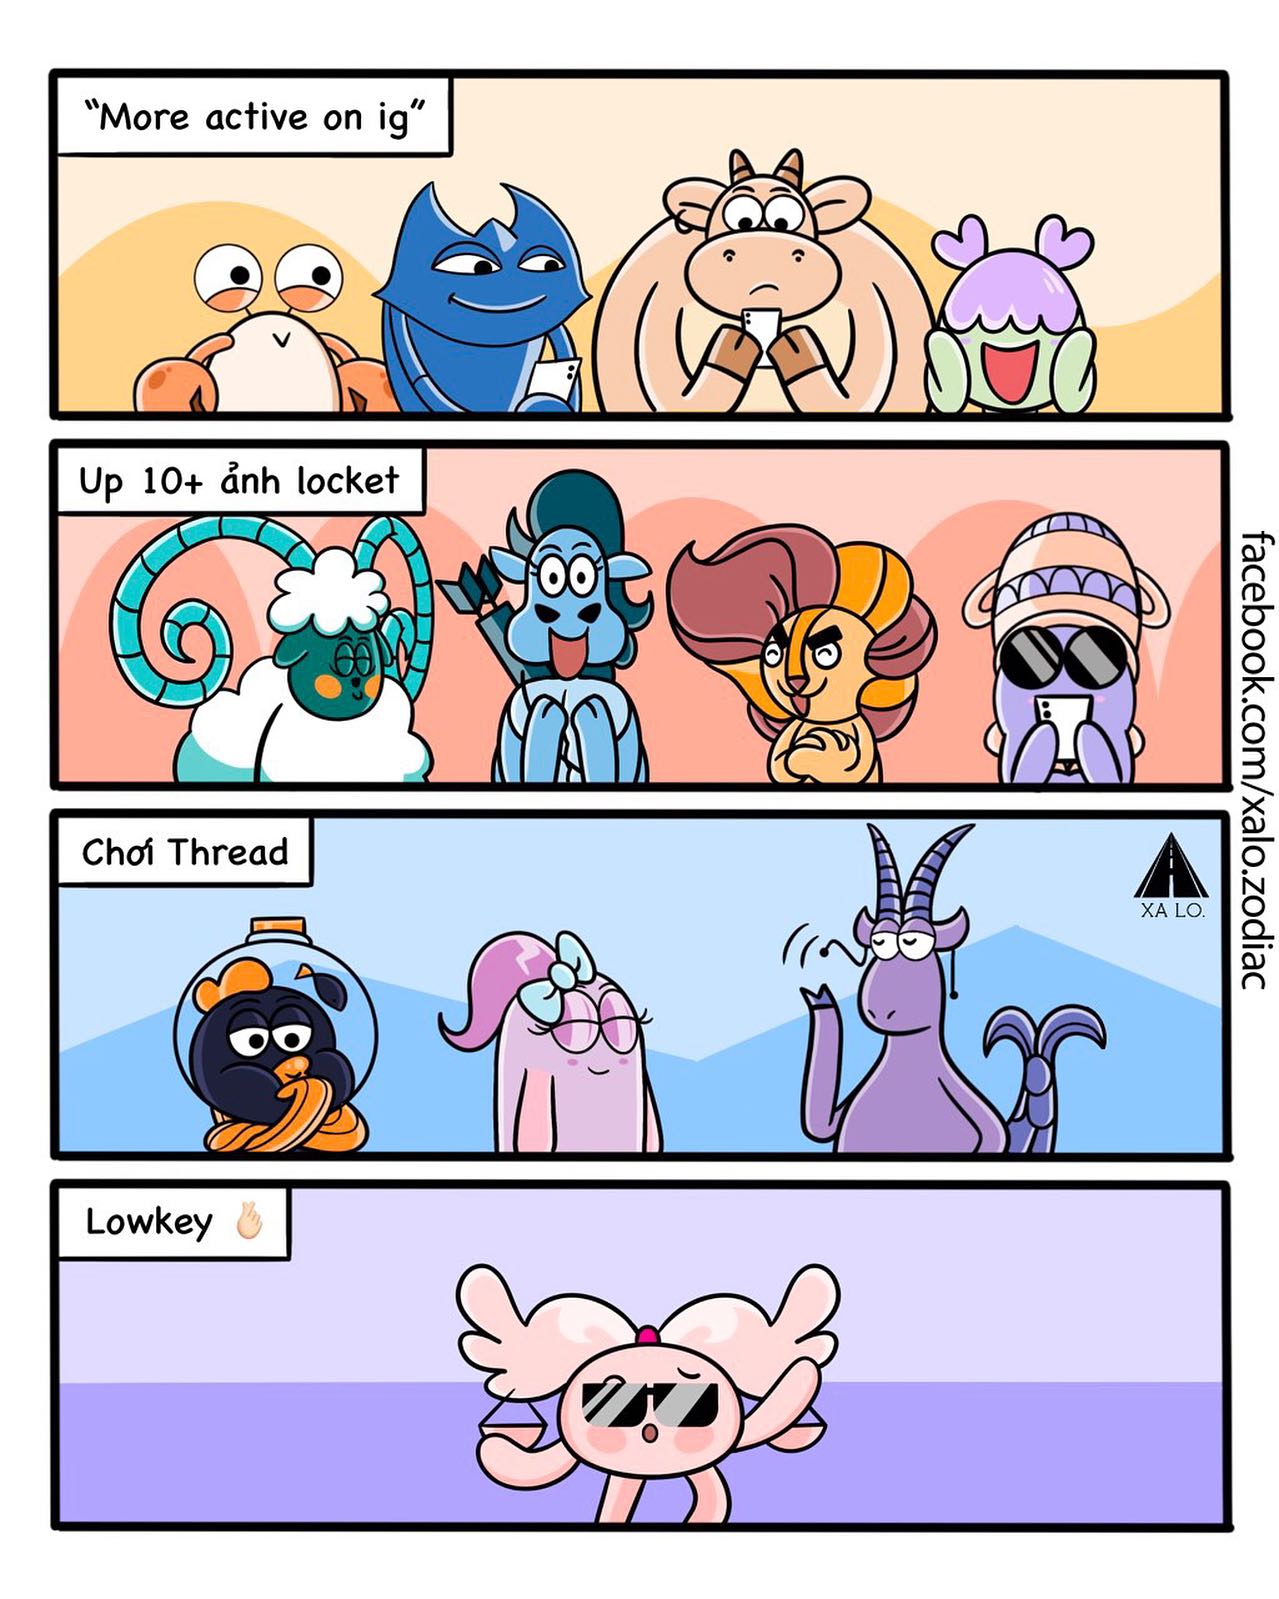 “More active on ig”
Up 10+ ảnh locket
Chơi Thread
XA LO.
Lowkey 🫰🏻
facebook.com/xalo.zodiac